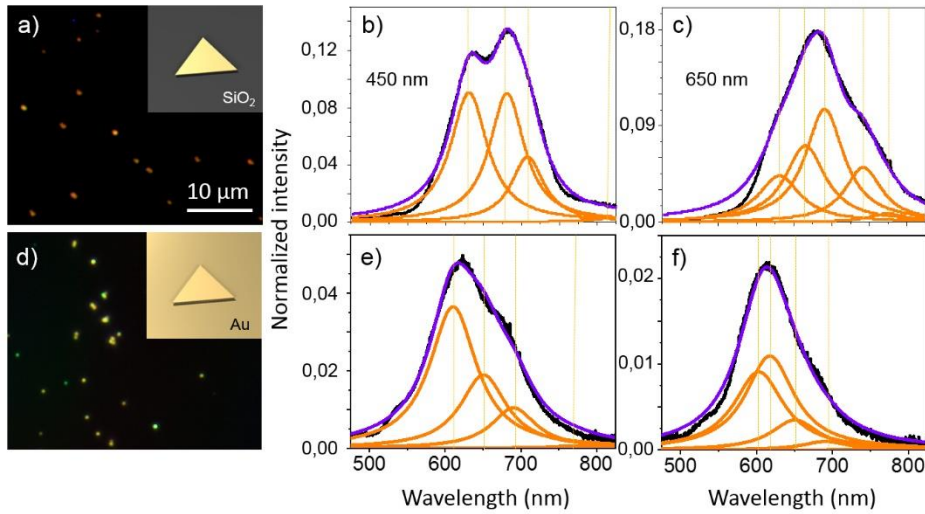 a)
SiO₂
10 µm
d)
Au
Normalized intensity
b)
450 nm
0,12
0,08
0,04
0,00
c)
650 nm
0,18
0,09
0,00
e)
0,04
0,02
0,00
500 600 700 800
Wavelength (nm)
f)
0,02
0,01
0,00
500 600 700 800
Wavelength (nm)